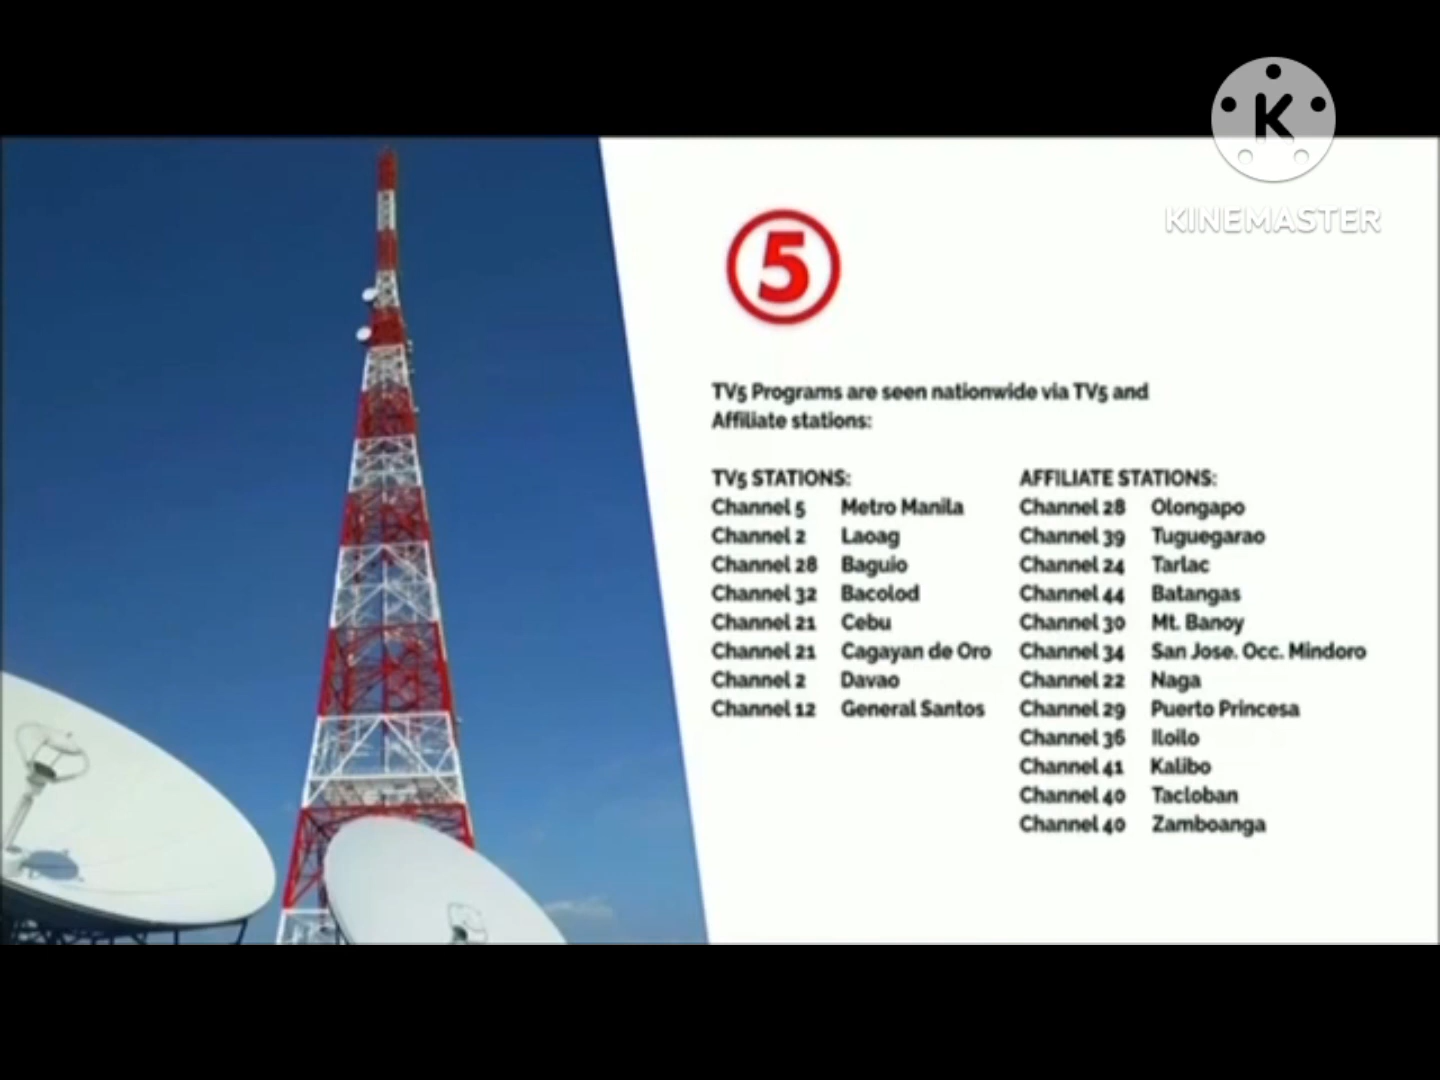 K
KINEMASTER
5
TV5 Programs are seen nationwide via TV5 and
Affiliate stations:
TV5 STATIONS:
Channel 5 Metro Manila
Channel 2 Laoag
Channel 28 Baguio
Channel 32 Bacolod
Channel 21 Cebu
Channel 21 Cagayan de Oro
Channel 2 Davao
Channel 12 General Santos
AFFILIATE STATIONS:
Channel 28 Olongapo
Channel 39 Tuguegarao
Channel 24 Tarlac
Channel 44 Batangas
Channel 30 Mt. Banoy
Channel 34 San Jose. Occ. Mindoro
Channel 22 Naga
Channel 29 Puerto Princesa
Channel 36 Iloilo
Channel 41 Kalibo
Channel 40 Tacloban
Channel 40 Zamboanga